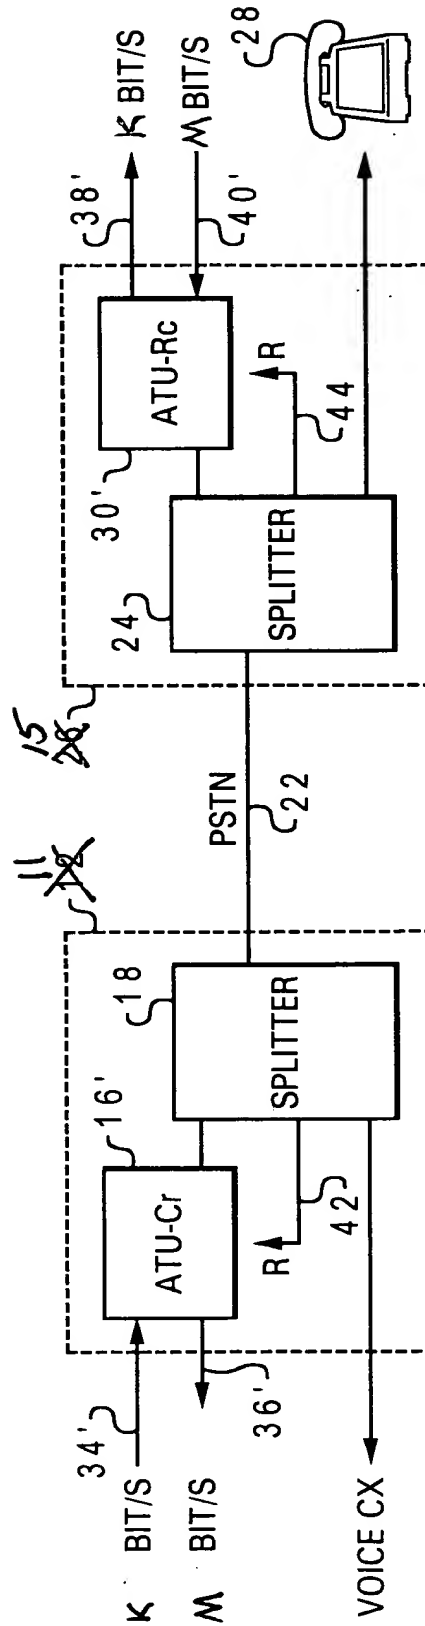 34'
K BIT/S
M BIT/S
36'
VOICE CX
11
16'
ATU-Cr
R
42
18
SPLITTER
PSTN
22
15
24
SPLITTER
30'
ATU-Rc
R
44
38'
K BIT/S
M BIT/S
40'
28